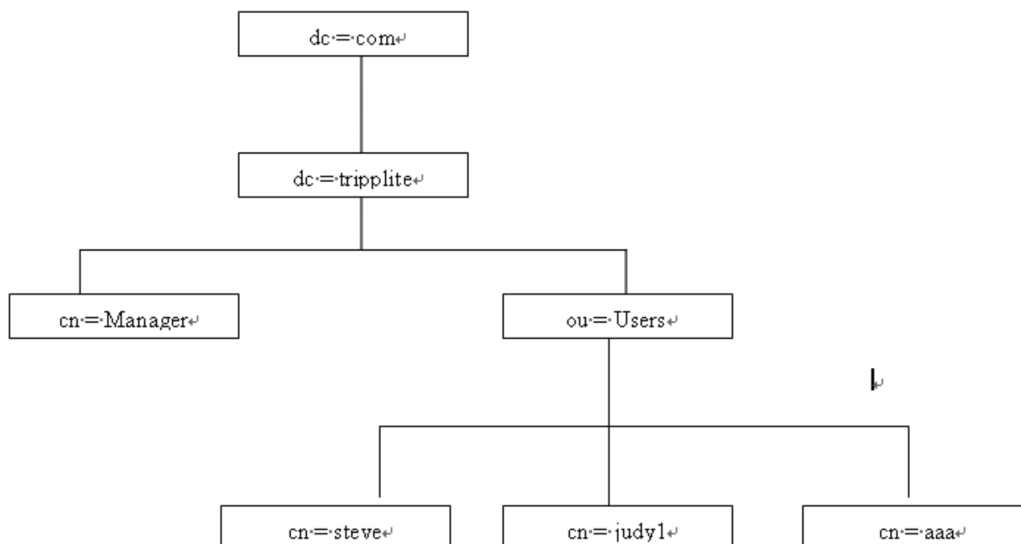 dc = com
dc = tripplite
cn = Manager
ou = Users
cn = steve
cn = judy1
cn = aaa